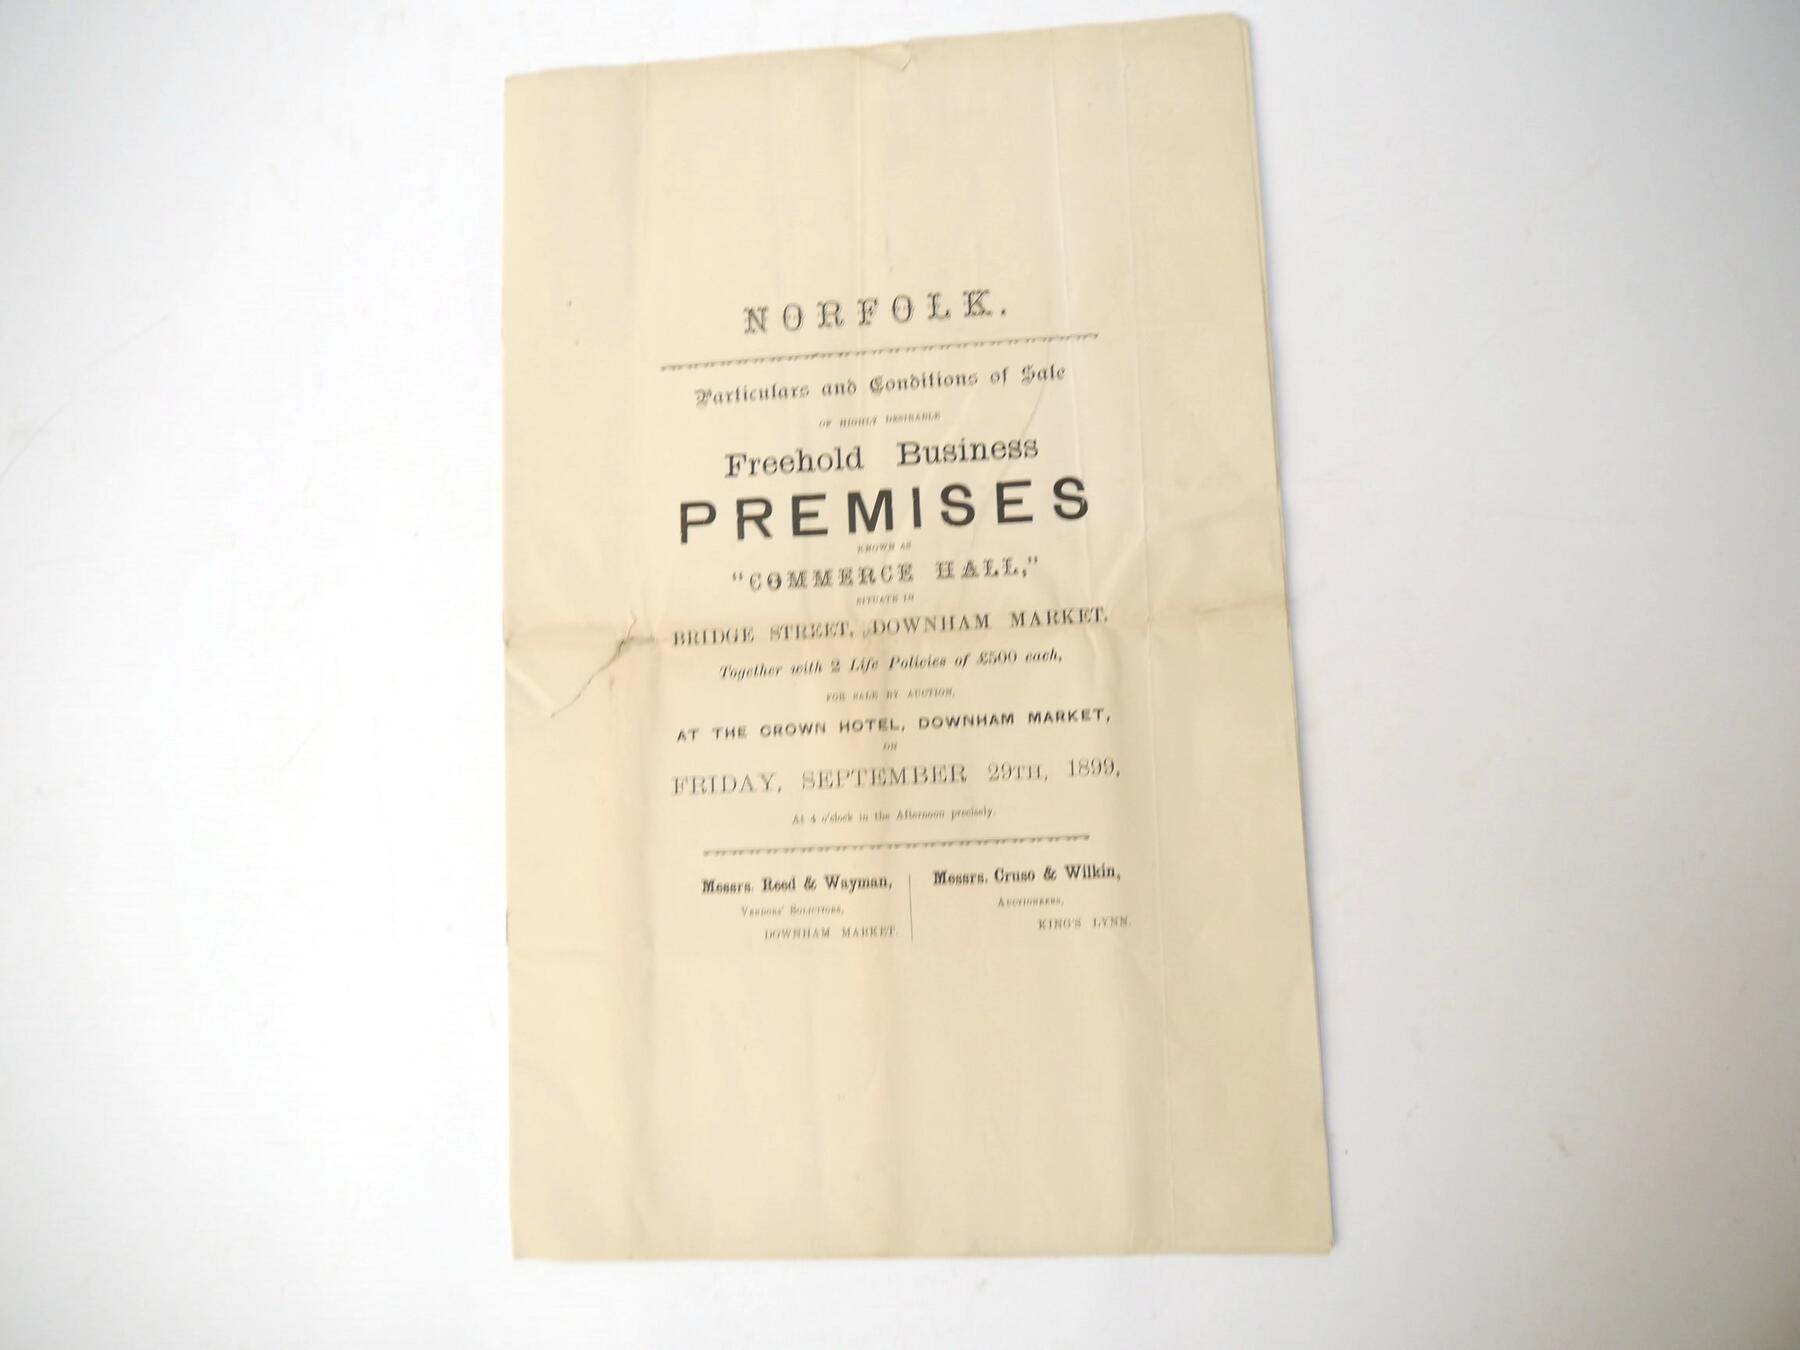 NORFOLK.
Particulars and Conditions of Sale
OF HIGHLY DESIRABLE
Freehold Business
PREMISES
KNOWN AS
"COMMERCE HALL,"
SITUATE IN
BRIDGE STREET, DOWNHAM MARKET,
Together with 2 Life Policies of £500 each,
FOR SALE BY AUCTION,
AT THE CROWN HOTEL, DOWNHAM MARKET,
ON
FRIDAY, SEPTEMBER 29TH, 1899,
At 4 o'clock in the Afternoon precisely.
Messrs. Reed & Wayman,
VENDORS' SOLICITORS,
DOWNHAM MARKET.
Messrs. Cruso & Wilkin,
AUCTIONEERS,
KING'S LYNN.